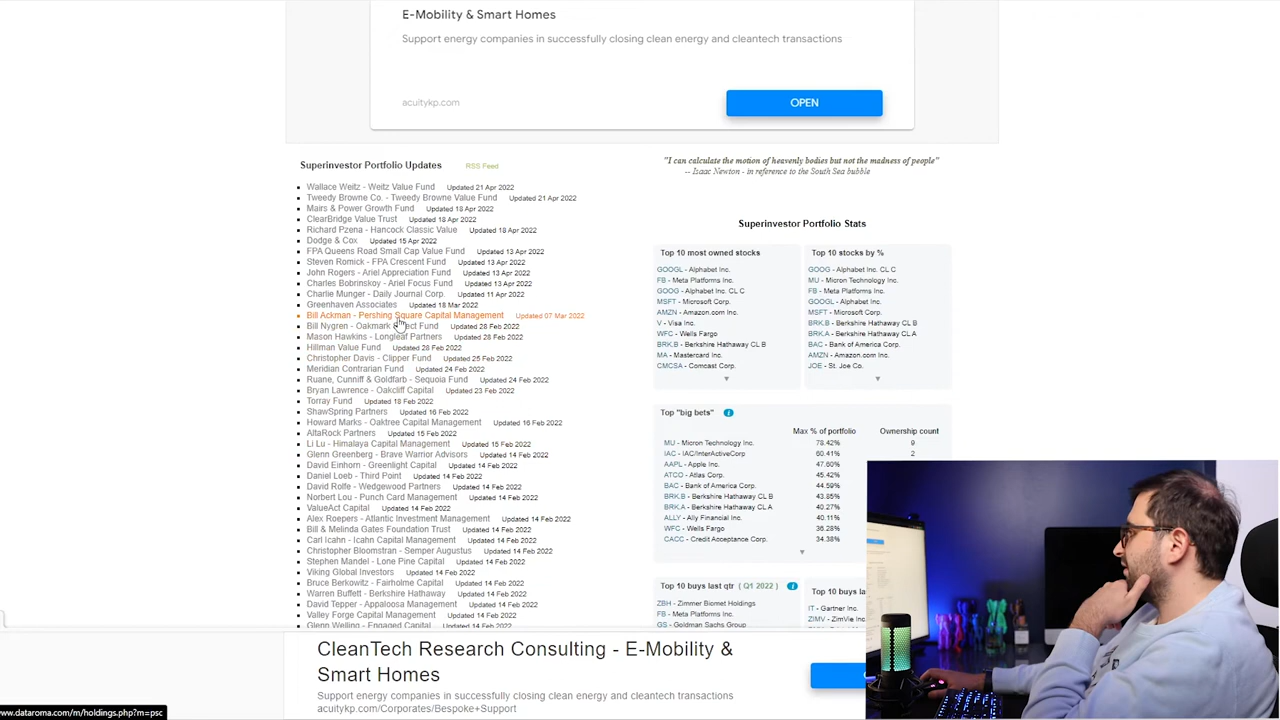 E-Mobility & Smart Homes
Support energy companies in successfully closing clean energy and cleantech transactions
acuitykp.com
OPEN
Superinvestor Portfolio Updates
RSS Feed
Wallace Weitz - Weitz Value Fund Updated 21 Apr 2022
Tweedy Browne Co. - Tweedy Browne Value Fund Updated 21 Apr 2022
Mairs & Power Growth Fund Updated 18 Apr 2022
ClearBridge Value Trust Updated 18 Apr 2022
Richard Pzena - Hancock Classic Value Updated 18 Apr 2022
Dodge & Cox Updated 15 Apr 2022
FPA Queens Road Small Cap Value Fund Updated 13 Apr 2022
Steven Romick - FPA Crescent Fund Updated 13 Apr 2022
John Rogers - Ariel Appreciation Fund Updated 13 Apr 2022
Charles Bobrinskoy - Ariel Focus Fund Updated 13 Apr 2022
Charlie Munger - Daily Journal Corp. Updated 11 Apr 2022
Greenhaven Associates Updated 18 Mar 2022
Bill Ackman - Pershing Square Capital Management Updated 07 Mar 2022
Bill Nygren - Oakmark Fund Updated 28 Feb 2022
Mason Hawkins - Longleaf Partners Updated 28 Feb 2022
Hillman Value Fund Updated 28 Feb 2022
Christopher Davis - Clipper Fund Updated 25 Feb 2022
Meridian Contrarian Fund Updated 24 Feb 2022
Ruane, Cunniff & Goldfarb - Sequoia Fund Updated 24 Feb 2022
Bryan Lawrence - Oakcliff Capital Updated 23 Feb 2022
Torray Fund Updated 18 Feb 2022
ShawSpring Partners Updated 16 Feb 2022
Howard Marks - Oaktree Capital Management Updated 16 Feb 2022
AltaRock Partners Updated 15 Feb 2022
Li Lu - Himalaya Capital Management Updated 15 Feb 2022
Glenn Greenberg - Brave Warrior Advisors Updated 14 Feb 2022
David Einhorn - Greenlight Capital Updated 14 Feb 2022
Daniel Loeb - Third Point Updated 14 Feb 2022
David Rolfe - Wedgewood Partners Updated 14 Feb 2022
Norbert Lou - Punch Card Management Updated 14 Feb 2022
ValueAct Capital Updated 14 Feb 2022
Alex Roepers - Atlantic Investment Management Updated 14 Feb 2022
Bill & Melinda Gates Foundation Trust Updated 14 Feb 2022
Carl Icahn - Icahn Capital Management Updated 14 Feb 2022
Christopher Bloomstran - Semper Augustus Updated 14 Feb 2022
Stephen Mandel - Lone Pine Capital Updated 14 Feb 2022
Viking Global Investors Updated 14 Feb 2022
Bruce Berkowitz - Fairholme Capital Updated 14 Feb 2022
Warren Buffett - Berkshire Hathaway Updated 14 Feb 2022
David Tepper - Appaloosa Management Updated 14 Feb 2022
Valley Forge Capital Management Updated 14 Feb 2022
Glenn Welling - Engaged Capital Updated 14 Feb 2022
"I can calculate the motion of heavenly bodies but not the madness of people"
-- Isaac Newton - in reference to the South Sea bubble
Superinvestor Portfolio Stats
Top 10 most owned stocks
GOOGL - Alphabet Inc.
FB - Meta Platforms Inc.
GOOG - Alphabet Inc. CL C
MSFT - Microsoft Corp.
AMZN - Amazon.com Inc.
V - Visa Inc.
WFC - Wells Fargo
BRK.B - Berkshire Hathaway CL B
MA - Mastercard Inc.
CMCSA - Comcast Corp.
Top 10 stocks by %
GOOG - Alphabet Inc. CL C
MU - Micron Technology Inc.
FB - Meta Platforms Inc.
GOOGL - Alphabet Inc.
MSFT - Microsoft Corp.
BRK.B - Berkshire Hathaway CL B
BRK.A - Berkshire Hathaway CL A
BAC - Bank of America Corp.
AMZN - Amazon.com Inc.
JOE - St. Joe Co.
Top "big bets" i
Max % of portfolio Ownership count
MU - Micron Technology Inc. 78.42% 9
IAC - IAC/InterActiveCorp 60.41% 2
AAPL - Apple Inc. 47.60%
ATCO - Atlas Corp. 45.42%
BAC - Bank of America Corp. 44.59%
BRK.B - Berkshire Hathaway CL B 43.85%
BRK.A - Berkshire Hathaway CL A 40.27%
ALLY - Ally Financial Inc. 40.11%
WFC - Wells Fargo 36.28%
CACC - Credit Acceptance Corp. 34.38%
Top 10 buys last qtr ( Q1 2022 ) i
ZBH - Zimmer Biomet Holdings
FB - Meta Platforms Inc.
GS - Goldman Sachs Group
Top 10 buys la
IT - Gartner Inc.
ZIMV - ZimVie Inc.
CleanTech Research Consulting - E-Mobility &
Smart Homes
Support energy companies in successfully closing clean energy and cleantech transactions
acuitykp.com/Corporates/Bespoke+Support
www.dataroma.com/m/holdings.php?m=psc